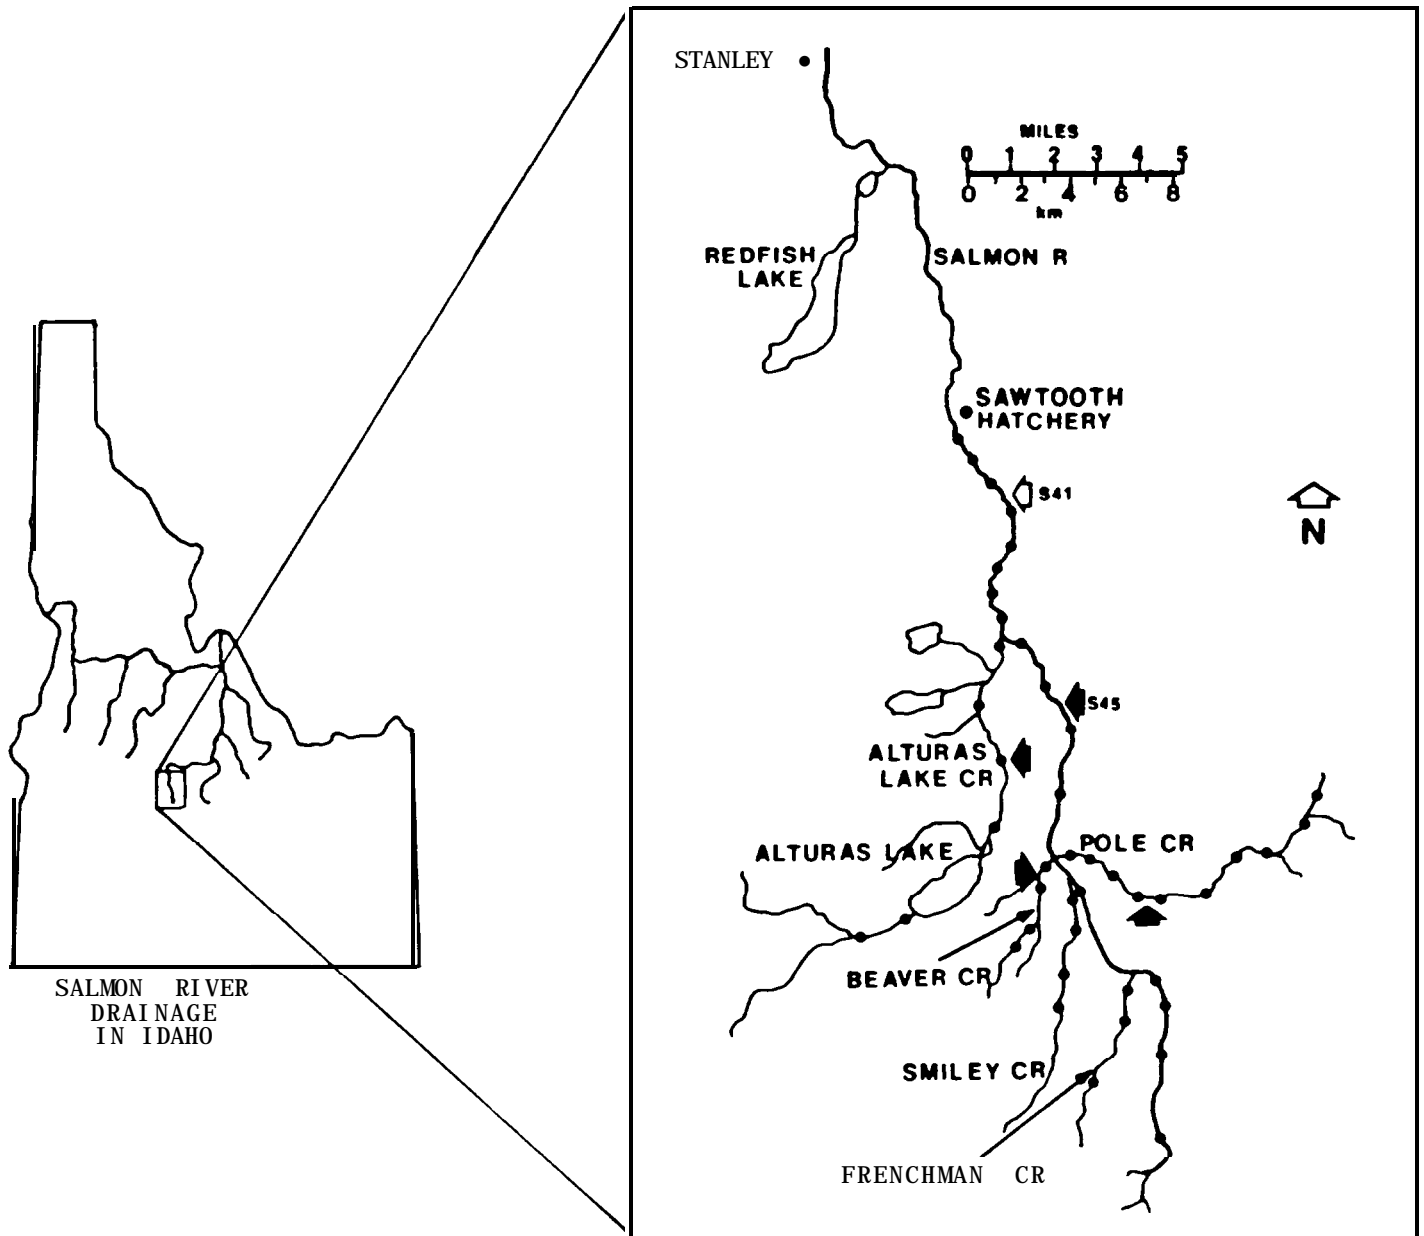 STANLEY
MILES
0 1 2 3 4 5
0 2 4 6 8
km
REDFISH
LAKE
SALMON R
SAWTOOTH
HATCHERY
S41
N
S45
ALTURAS
LAKE CR
ALTURAS LAKE
POLE CR
BEAVER CR
SMILEY CR
FRENCHMAN CR
SALMON RIVER
DRAINAGE
IN IDAHO